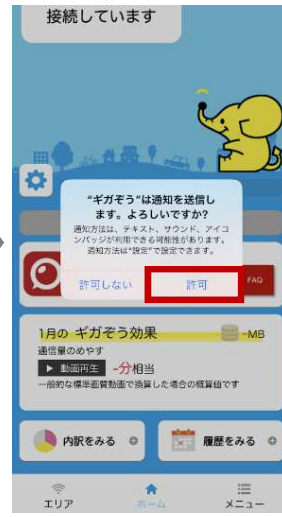 接続しています
"ギガぞう"は通知を送信し
ます。よろしいですか?
通知方法は、テキスト、サウンド、アイコ
ンバッジが利用できる可能性があります。
通知方法は"設定"で設定できます。
許可しない
許可
FAQ
1月の ギガぞう効果
-MB
通信量のめやす
動画再生 -分相当
一般的な標準画質動画で換算した場合の概算値です
内訳をみる
履歴をみる
エリア
ホーム
メニュー